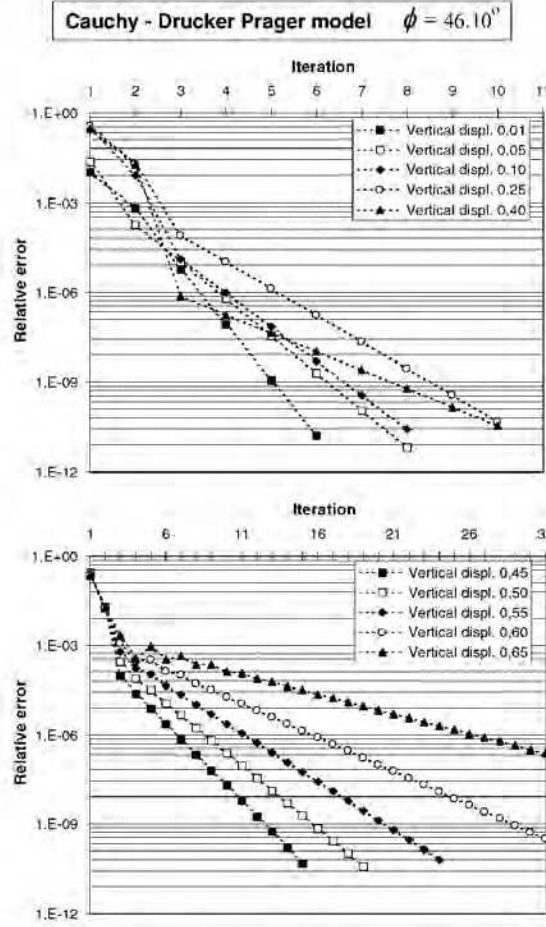 Cauchy - Drucker Prager model ϕ = 46.10°
Iteration
1 2 3 4 5 6 7 8 9 10 11
1.E+00
1.E-03
1.E-06
1.E-09
1.E-12
Relative error
Vertical displ. 0.01
Vertical displ. 0.05
Vertical displ. 0.10
Vertical displ. 0.25
Vertical displ. 0.40
Iteration
1 6 11 16 21 26 31
1.E+00
1.E-03
1.E-06
1.E-09
1.E-12
Relative error
Vertical displ. 0,45
Vertical displ. 0,50
Vertical displ. 0,55
Vertical displ. 0,60
Vertical displ. 0,65